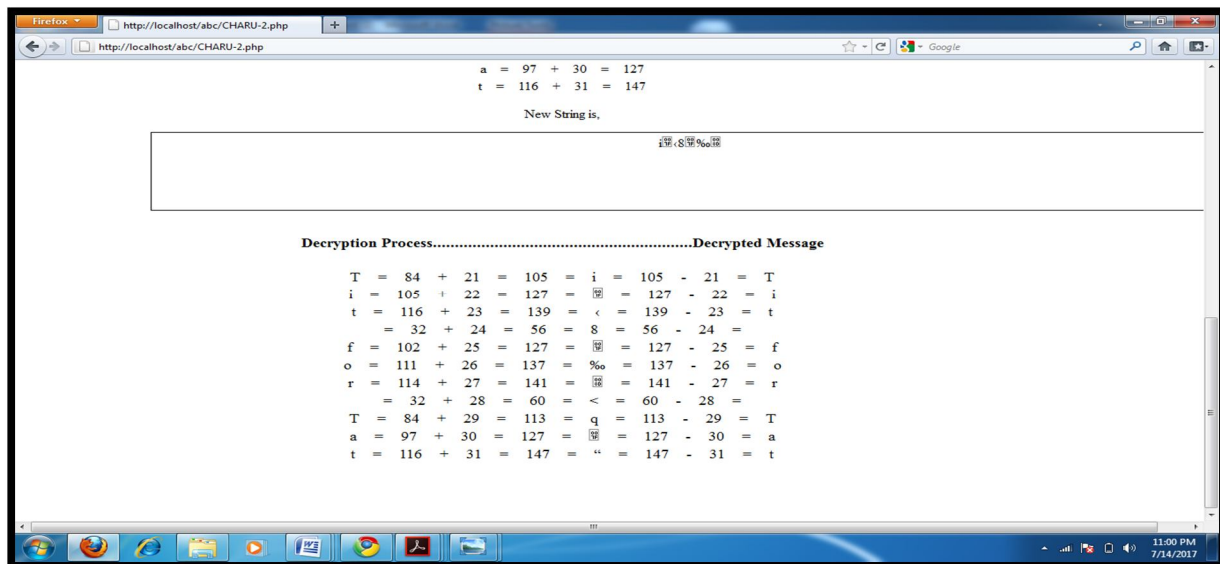 Firefox
http://localhost/abc/CHARU-2.php
http://localhost/abc/CHARU-2.php
Google
a = 97 + 30 = 127
t = 116 + 31 = 147
New String is,
i‹8‰
Decryption Process............................................................Decrypted Message
T = 84 + 21 = 105 = i = 105 - 21 = T
i = 105 + 22 = 127 = = 127 - 22 = i
t = 116 + 23 = 139 = ‹ = 139 - 23 = t
= 32 + 24 = 56 = 8 = 56 - 24 =
f = 102 + 25 = 127 = = 127 - 25 = f
o = 111 + 26 = 137 = ‰ = 137 - 26 = o
r = 114 + 27 = 141 = = 141 - 27 = r
= 32 + 28 = 60 = < = 60 - 28 =
T = 84 + 29 = 113 = q = 113 - 29 = T
a = 97 + 30 = 127 = = 127 - 30 = a
t = 116 + 31 = 147 = “ = 147 - 31 = t
11:00 PM
7/14/2017